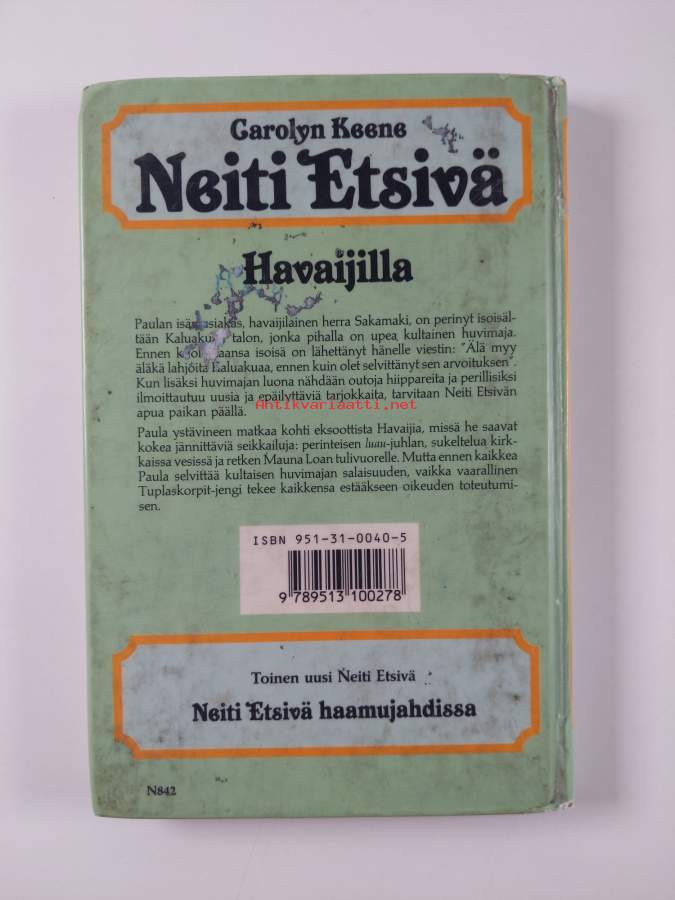 Carolyn Keene
Neiti Etsivä
Havaijilla
Paulan isän asiakas, havaijilainen herra Sakamaki, on perinyt isoisäl-
tään talon, jonka pihalla on upea kultainen huvimaja.
Ennen isoisä on lähettänyt hänelle viestin: "Älä myy
äläkä lahjoita Kaluakuaa, ennen kuin olet selvittänyt sen arvoituksen".
Kun lisäksi huvimajan luona nähdään outoja hiippareita ja perillisiksi
ilmoittautuu uusia ja epäilyttäviä tarjokkaita, tarvitaan Neiti Etsivän
apua paikan päällä.
Antikvariaatti.net
Paula ystävineen matkaa kohti eksoottista Havaijia, missä he saavat
kokea jännittäviä seikkailuja: perinteisen luau-juhlan, sukeltelua kirk-
kaissa vesissä ja retken Mauna Loan tulivuorelle. Mutta ennen kaikkea
Paula selvittää kultaisen huvimajan salaisuuden, vaikka vaarallinen
Tuplaskorpit-jengi tekee kaikkensa estääkseen oikeuden toteutumi-
sen.
ISBN 951-31-0040-5
9 789513 100278
Toinen uusi Neiti Etsivä
Neiti Etsivä haamujahdissa
N842